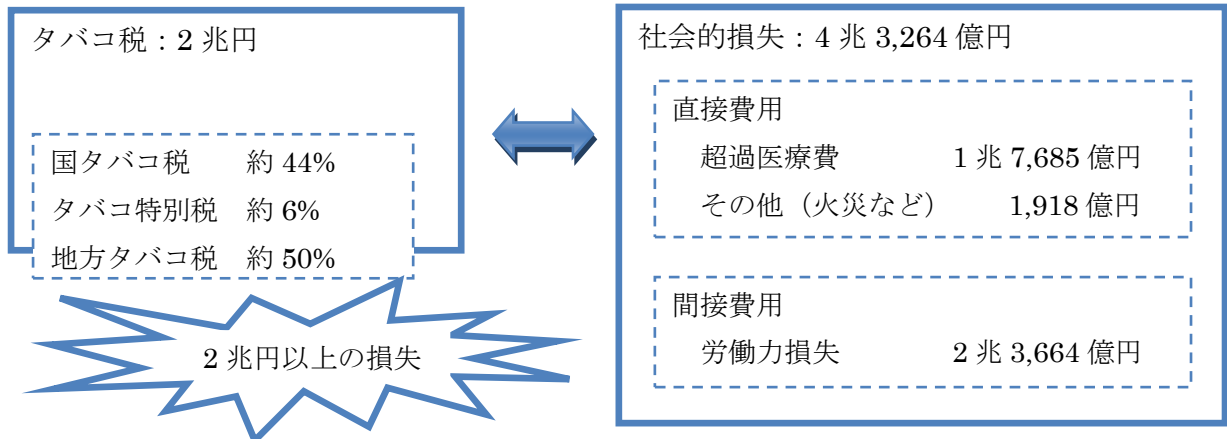 タバコ税：2 兆円
国タバコ税　約 44%
タバコ特別税　約 6%
地方タバコ税　約 50%
2 兆円以上の損失
社会的損失：4 兆 3,264 億円
直接費用
超過医療費　1 兆 7,685 億円
その他（火災など）　1,918 億円
間接費用
労働力損失　2 兆 3,664 億円